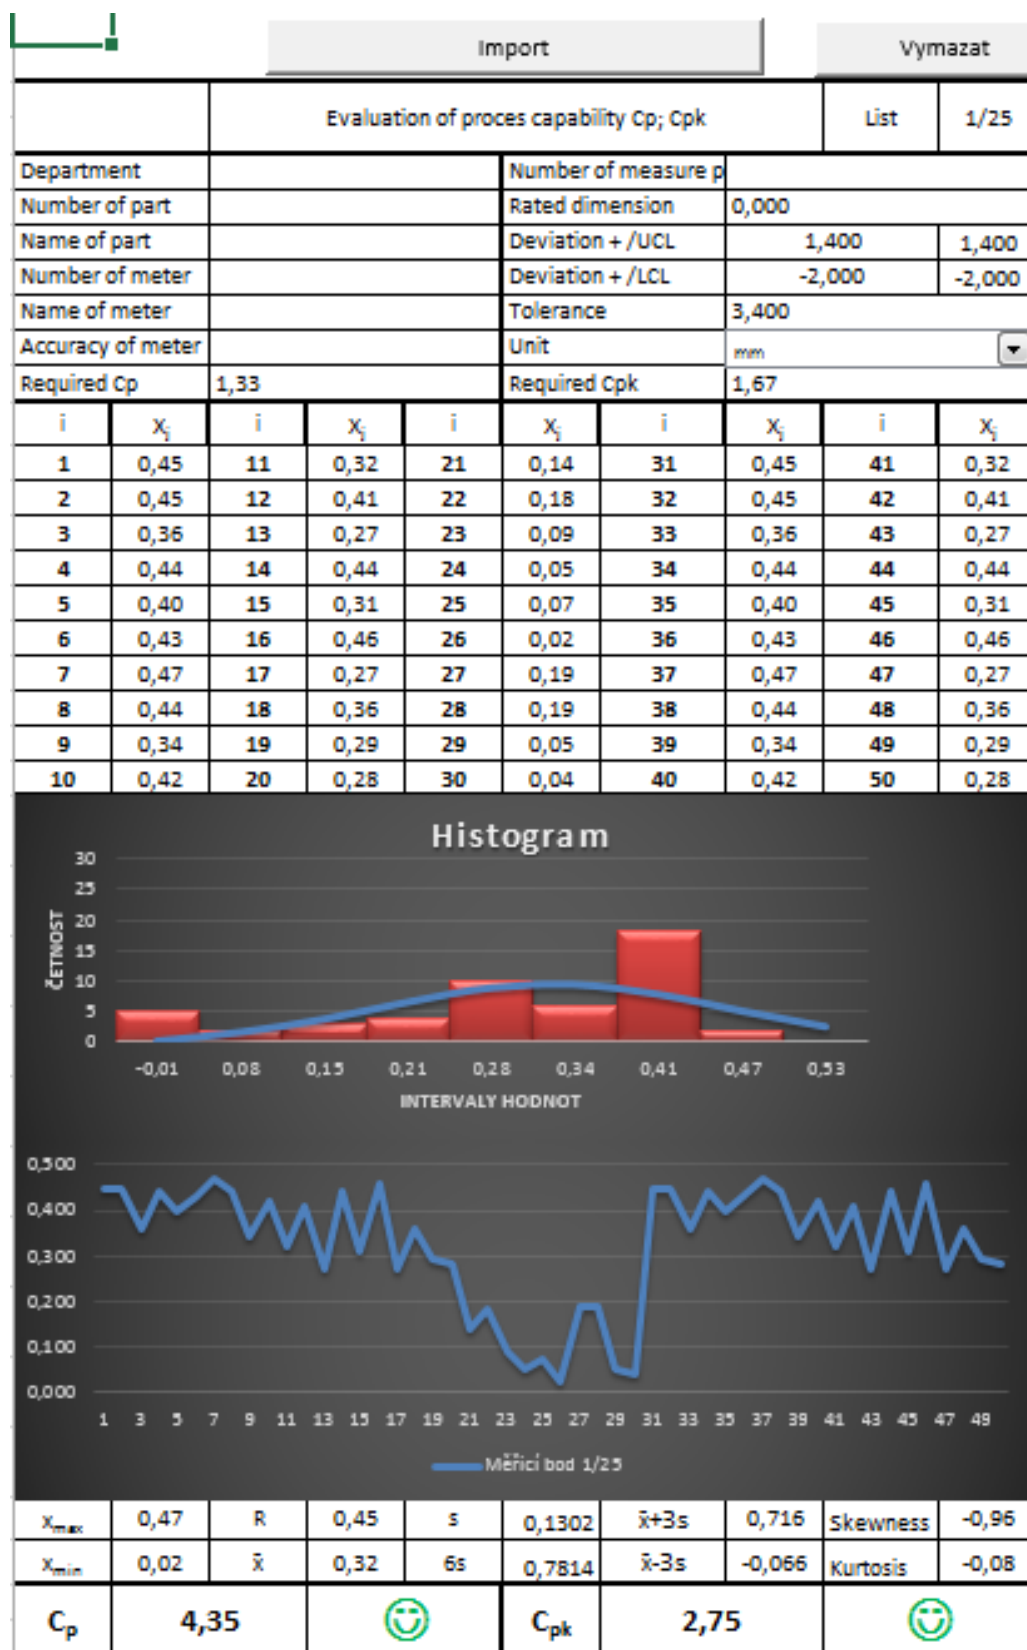 Import Vymazat
Evaluation of proces capability Cp; Cpk List 1/25
Department Number of measure p
Number of part Rated dimension 0,000
Name of part Deviation + /UCL 1,400 1,400
Number of meter Deviation + /LCL -2,000 -2,000
Name of meter Tolerance 3,400
Accuracy of meter Unit mm
Required Cp 1,33 Required Cpk 1,67
i xᵢ i xᵢ i xᵢ i xᵢ i xᵢ
1 0,45 11 0,32 21 0,14 31 0,45 41 0,32
2 0,45 12 0,41 22 0,18 32 0,45 42 0,41
3 0,36 13 0,27 23 0,09 33 0,36 43 0,27
4 0,44 14 0,44 24 0,05 34 0,44 44 0,44
5 0,40 15 0,31 25 0,07 35 0,40 45 0,31
6 0,43 16 0,46 26 0,02 36 0,43 46 0,46
7 0,47 17 0,27 27 0,19 37 0,47 47 0,27
8 0,44 18 0,36 28 0,19 38 0,44 48 0,36
9 0,34 19 0,29 29 0,05 39 0,34 49 0,29
10 0,42 20 0,28 30 0,04 40 0,42 50 0,28
Histogram
30
25
20
15
10
5
0
ČETNOST
-0,01 0,08 0,15 0,21 0,28 0,34 0,41 0,47 0,53
INTERVALY HODNOT
0,500
0,400
0,300
0,200
0,100
0,000
1 3 5 7 9 11 13 15 17 19 21 23 25 27 29 31 33 35 37 39 41 43 45 47 49
Měřicí bod 1/25
xmax 0,47 R 0,45 s 0,1302 x̄+3s 0,716 Skewness -0,96
xmin 0,02 x̄ 0,32 6s 0,7814 x̄-3s -0,066 Kurtosis -0,08
Cp 4,35 Cpk 2,75